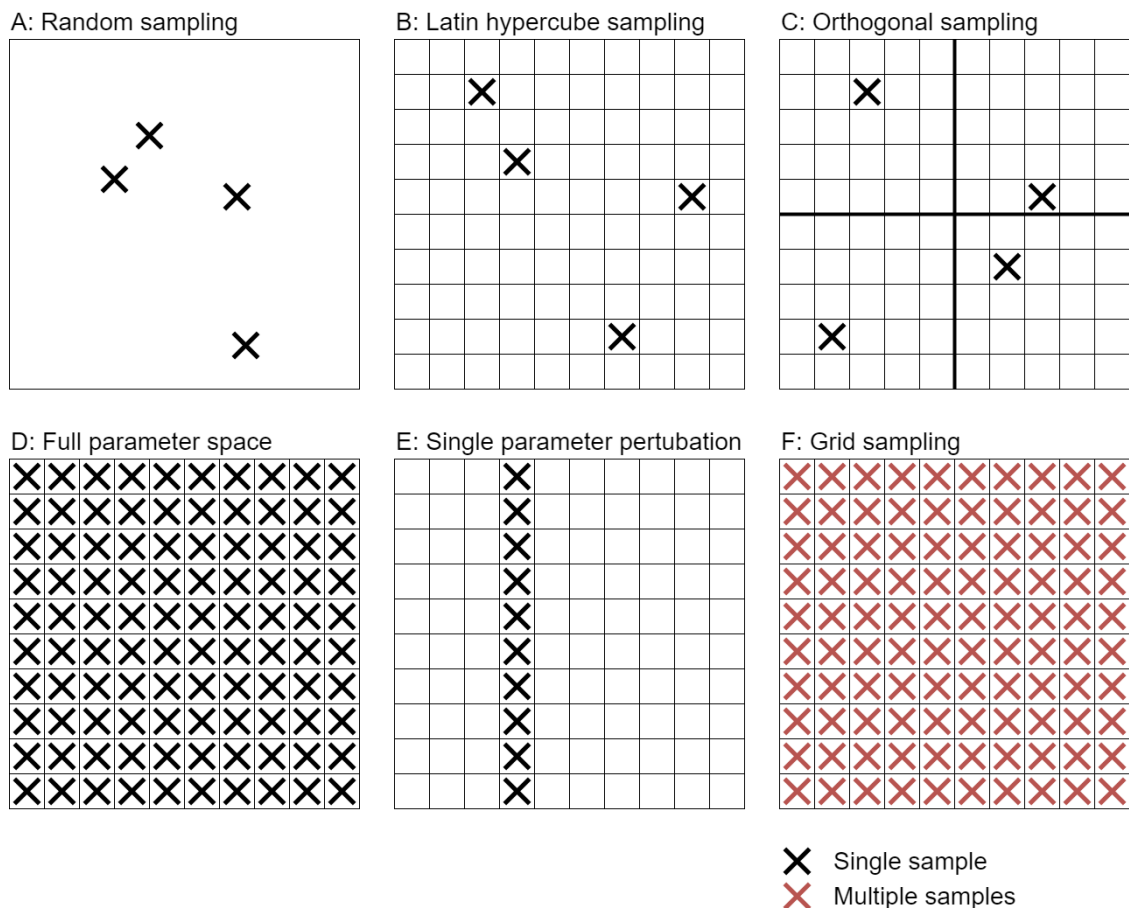 A: Random sampling
B: Latin hypercube sampling
C: Orthogonal sampling
D: Full parameter space
E: Single parameter pertubation
F: Grid sampling
Single sample
Multiple samples